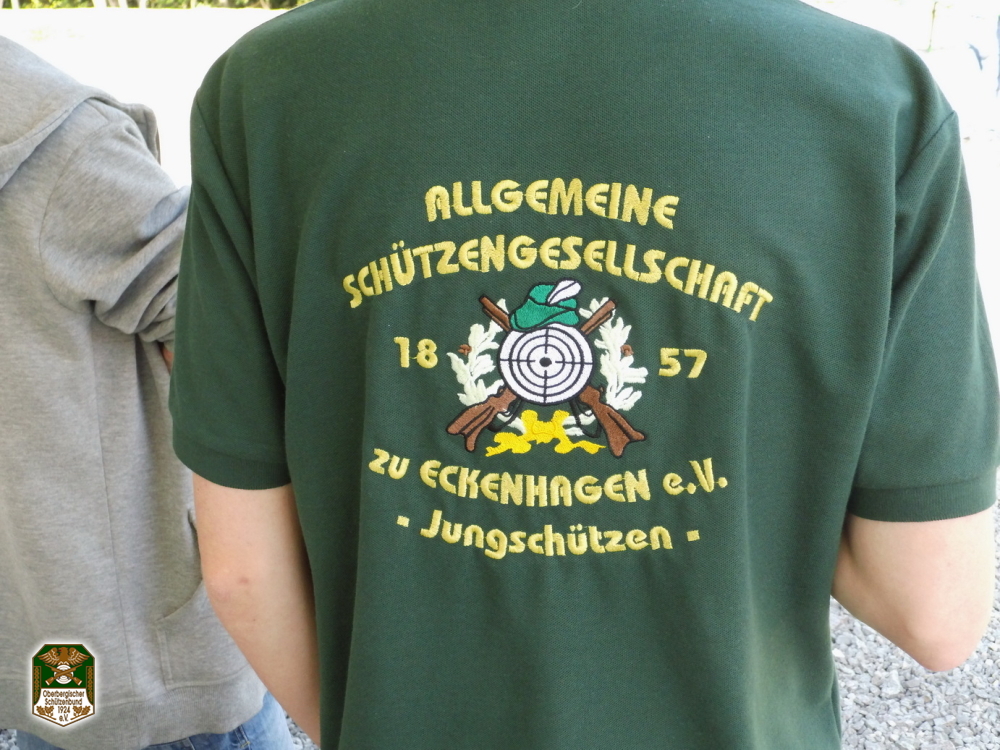 ALLGEMEINE
SCHÜTZENGESELLSCHAFT
18 57
zu ECKENHAGEN e.V.
- Jungschützen -
Oberbergischer
Schützenbund
1924
e.V.